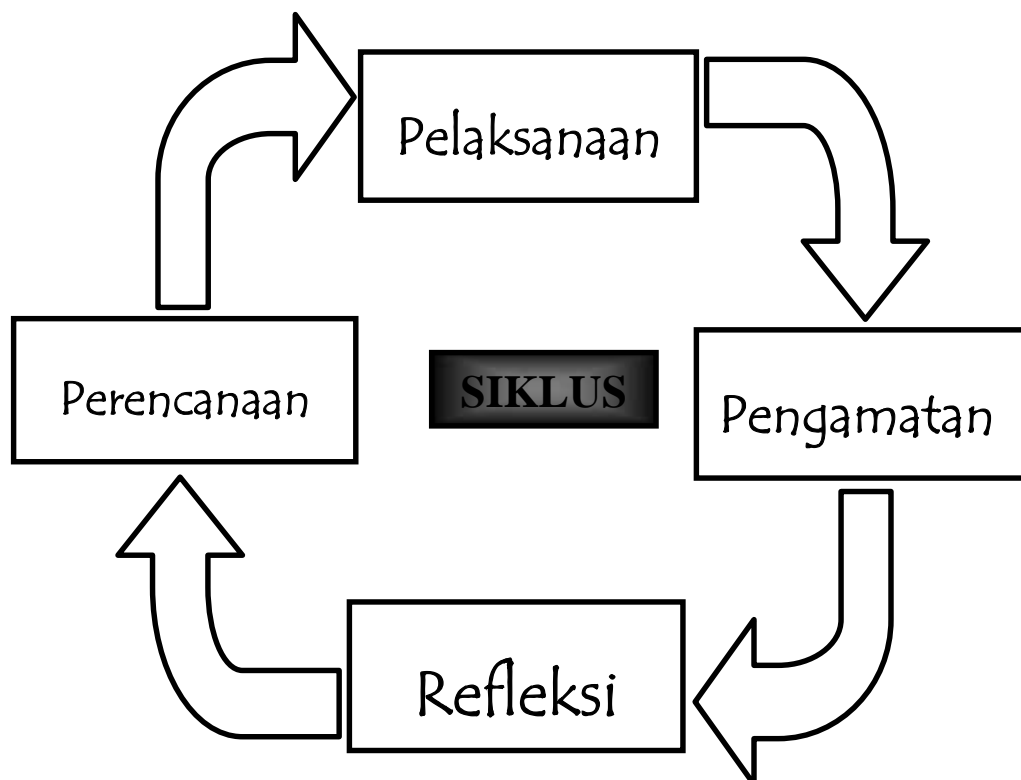 Pelaksanaan
Perencanaan
SIKLUS
Pengamatan
Refleksi